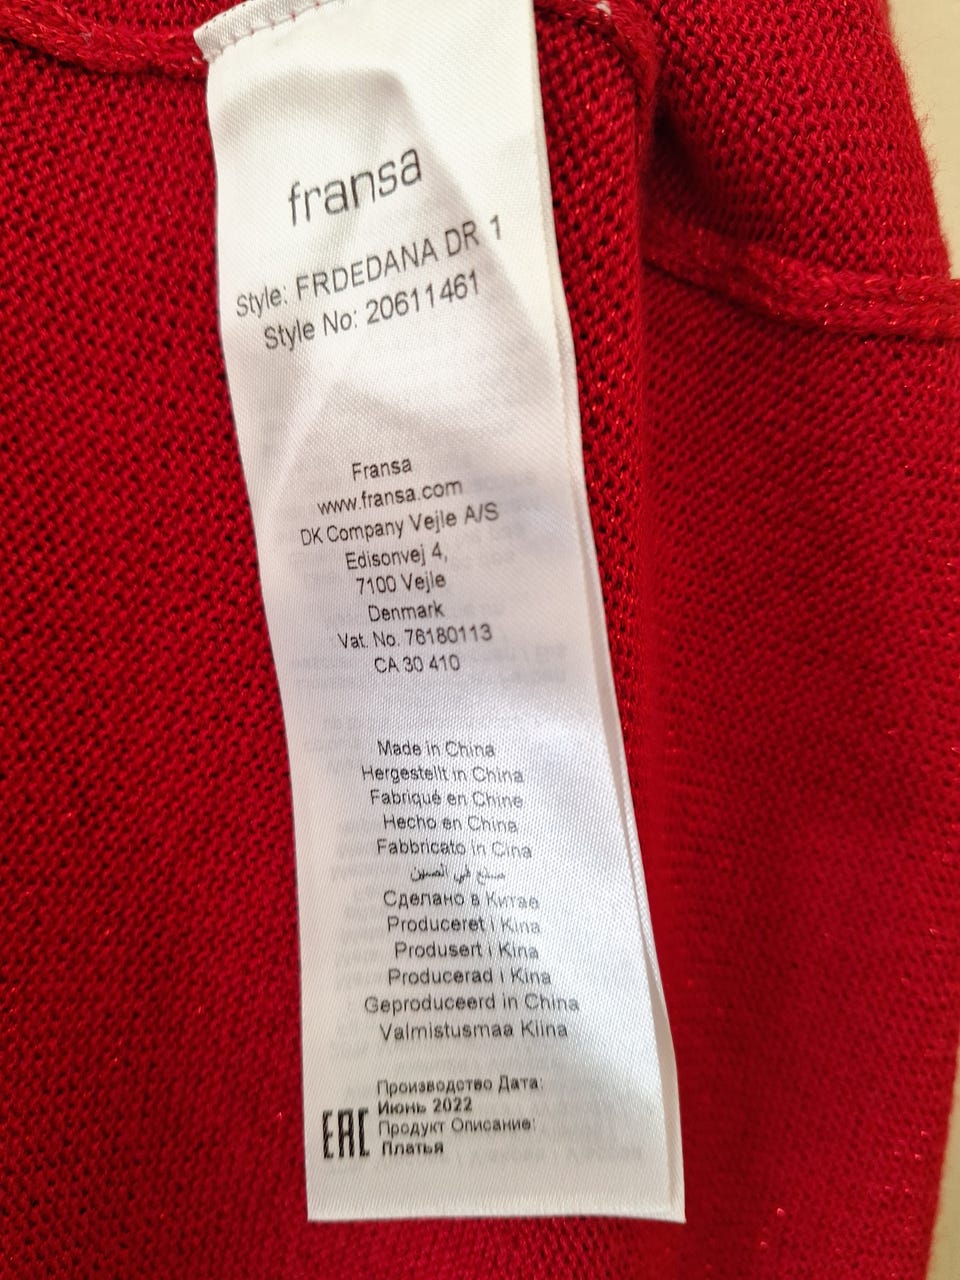 fransa
Style: FRDEDANA DR 1
Style No: 20611461
Fransa
www.fransa.com
DK Company Vejle A/S
Edisonvej 4,
7100 Vejle
Denmark
Vat. No. 76180113
CA 30 410
Made in China
Hergestellt in China
Fabriqué en Chine
Hecho en China
Fabbricato in Cina
صنع في الصين
Сделано в Китае
Produceret i Kina
Produsert i Kina
Producerad i Kina
Geproduceerd in China
Valmistusmaa Kiina
Производство Дата:
Июнь 2022
EAC
Продукт Описание:
Платья